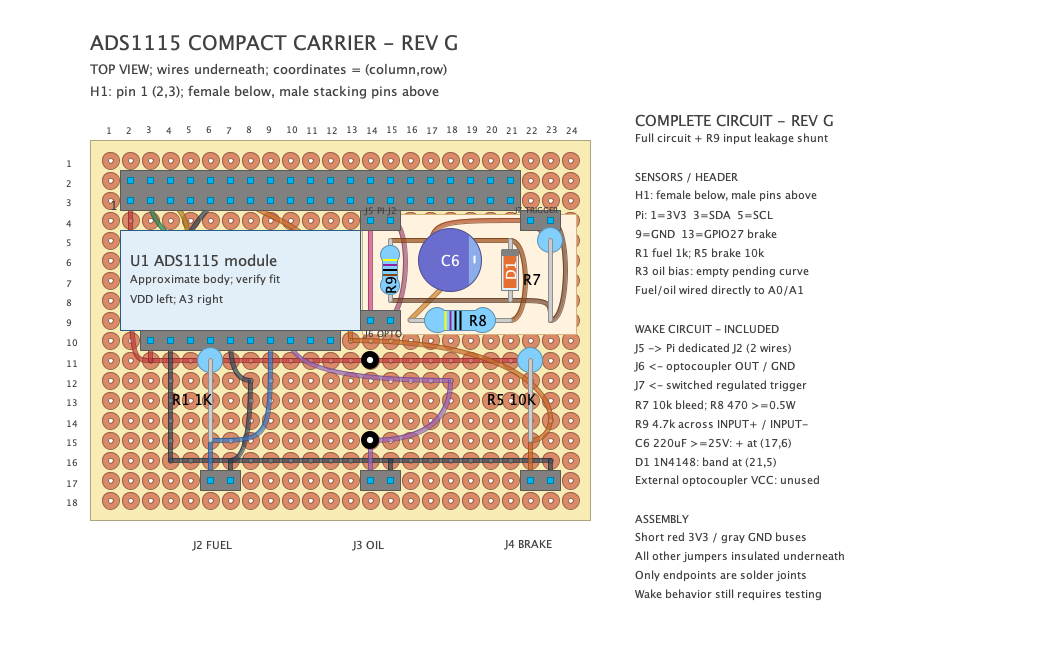 ADS1115 COMPACT CARRIER – REV G
TOP VIEW; wires underneath; coordinates = (column,row)
H1: pin 1 (2,3); female below, male stacking pins above
1 2 3 4 5 6 7 8 9 10 11 12 13 14 15 16 17 18 19 20 21 22 23 24
1
2
3
4
5
6
7
8
9
10
11
12
13
14
15
16
17
18
1
J5 PI J2
J7 TRIGGER
U1 ADS1115 module
Approximate body; verify fit
VDD left; A3 right
R9
C6
D1
R7
R8
J6 OPTO
R1 1K
R5 10K
J2 FUEL
J3 OIL
J4 BRAKE
COMPLETE CIRCUIT – REV G
Full circuit + R9 input leakage shunt
SENSORS / HEADER
H1: female below, male pins above
Pi: 1=3V3 3=SDA 5=SCL
9=GND 13=GPIO27 brake
R1 fuel 1k; R5 brake 10k
R3 oil bias: empty pending curve
Fuel/oil wired directly to A0/A1
WAKE CIRCUIT – INCLUDED
J5 -> Pi dedicated J2 (2 wires)
J6 <- optocoupler OUT / GND
J7 <- switched regulated trigger
R7 10k bleed; R8 470 >=0.5W
R9 4.7k across INPUT+ / INPUT-
C6 220uF >=25V: + at (17,6)
D1 1N4148: band at (21,5)
External optocoupler VCC: unused
ASSEMBLY
Short red 3V3 / gray GND buses
All other jumpers insulated underneath
Only endpoints are solder joints
Wake behavior still requires testing